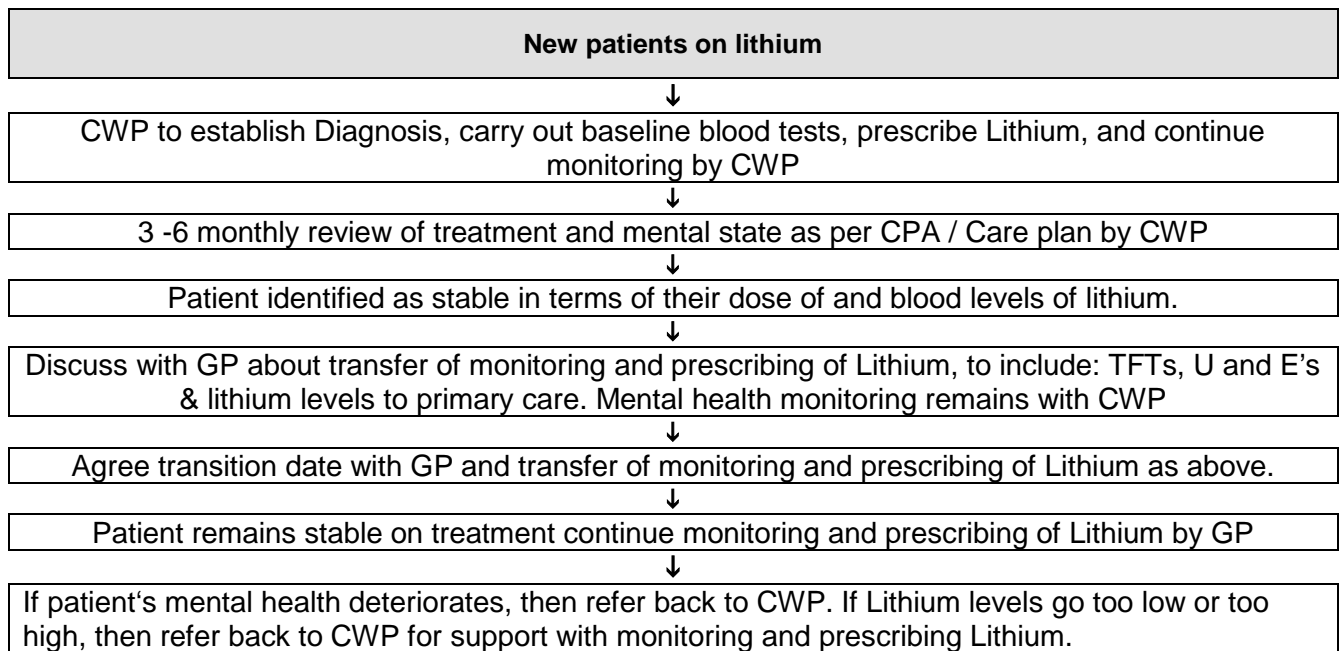 New patients on lithium
↓
CWP to establish Diagnosis, carry out baseline blood tests, prescribe Lithium, and continue
monitoring by CWP
↓
3 -6 monthly review of treatment and mental state as per CPA / Care plan by CWP
↓
Patient identified as stable in terms of their dose of and blood levels of lithium.
↓
Discuss with GP about transfer of monitoring and prescribing of Lithium, to include: TFTs, U and E's
& lithium levels to primary care. Mental health monitoring remains with CWP
↓
Agree transition date with GP and transfer of monitoring and prescribing of Lithium as above.
↓
Patient remains stable on treatment continue monitoring and prescribing of Lithium by GP
↓
If patient‘s mental health deteriorates, then refer back to CWP. If Lithium levels go too low or too
high, then refer back to CWP for support with monitoring and prescribing Lithium.